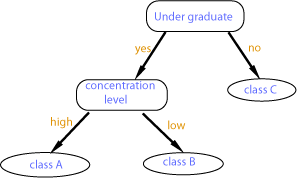 Under graduate
yes
no
concentration
level
class C
high
low
class A
class B